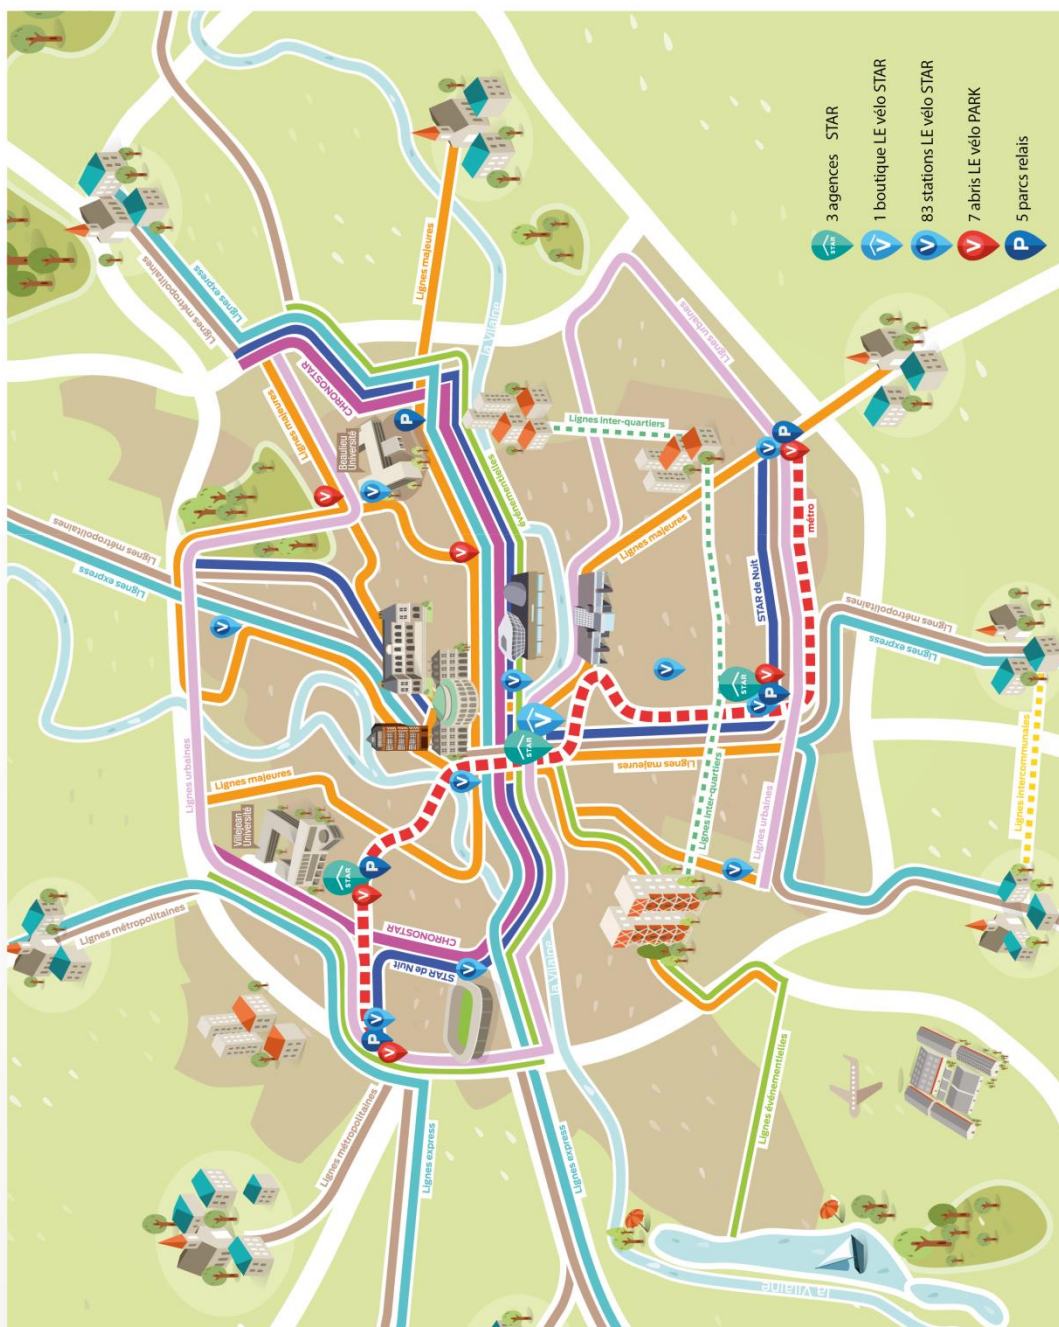 Lignes métropolitaines
Lignes express
Lignes métropolitaines
Lignes express
Lignes métropolitaines
Lignes urbaines
Lignes majeures
Lignes majeures
Villejean
Université
Beaulieu
Université
CHRONOSTAR
Lignes métropolitaines
Lignes express
STAR
V
P
V
V
V
P
V
V
P
STAR de Nuit
CHRONOSTAR
Lignes majeures
V
V
V
événementielles
la Vilaine
Lignes express
la Vilaine
STAR
V
V
Lignes inter-quartiers
Lignes majeures
Lignes majeures
V
Lignes inter-quartiers
Lignes urbaines
STAR
V
V
P
V
V
P
V
STAR de Nuit
Lignes urbaines
métro
Lignes événementielles
la Vilaine
Lignes métropolitaines
Lignes express
Lignes intercommunales
STAR
3 agences STAR
V
1 boutique LE vélo STAR
V
83 stations LE vélo STAR
V
7 abris LE vélo PARK
P
5 parcs relais